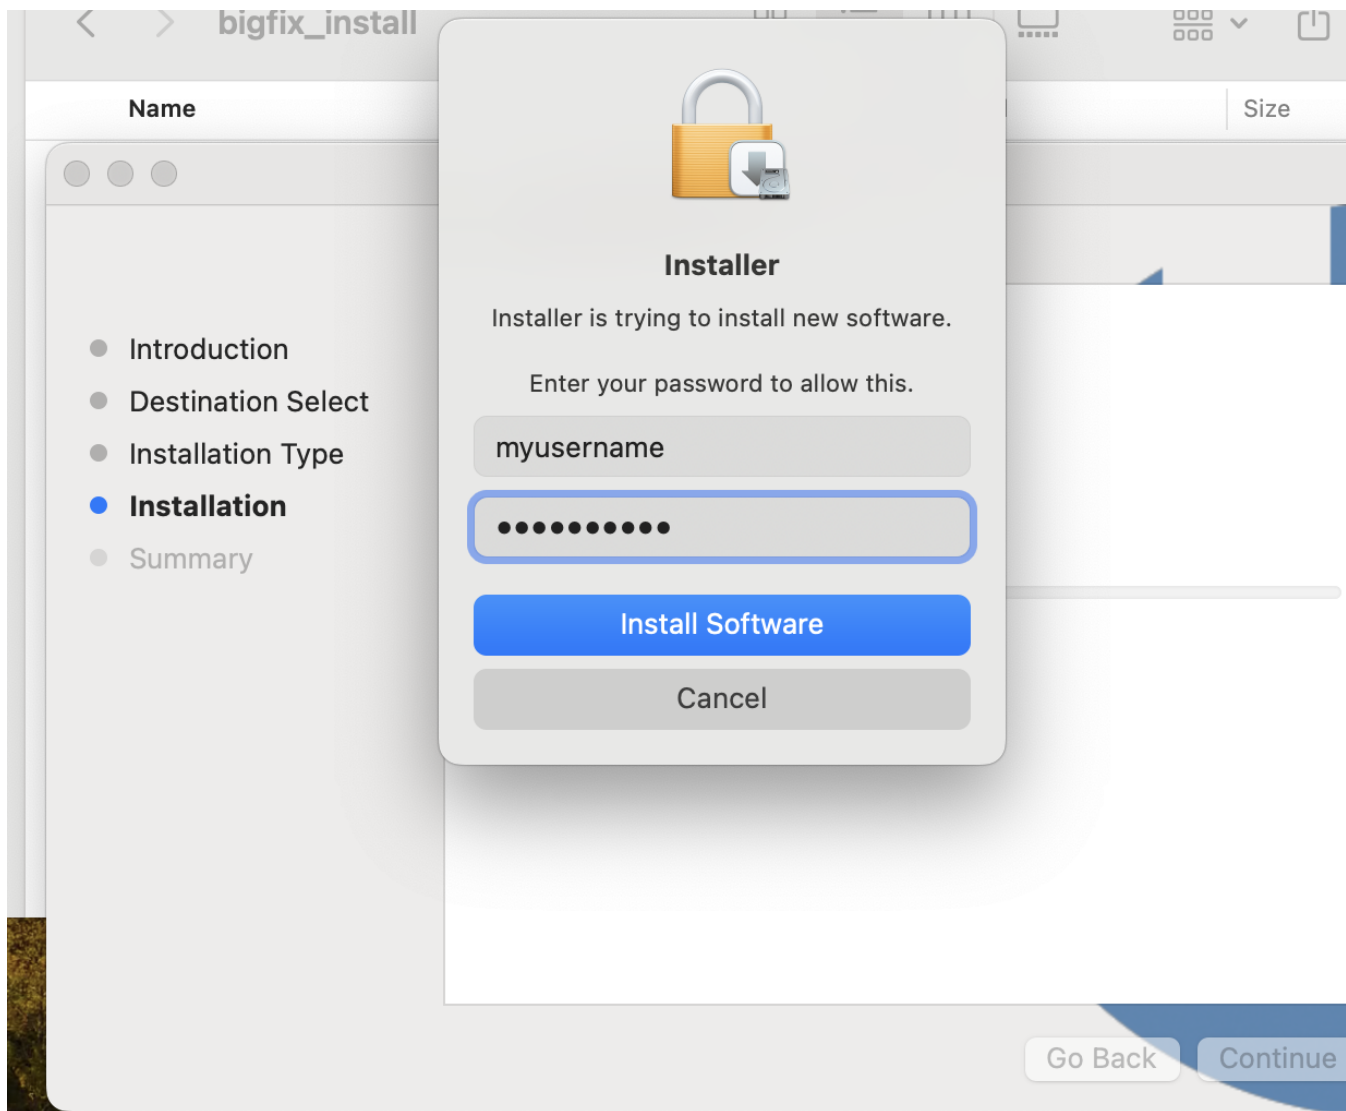 bigfix_install
Name
Size
Installer
Installer is trying to install new software.
Enter your password to allow this.
myusername
••••••••••
Install Software
Cancel
Introduction
Destination Select
Installation Type
Installation
Summary
Go Back
Continue